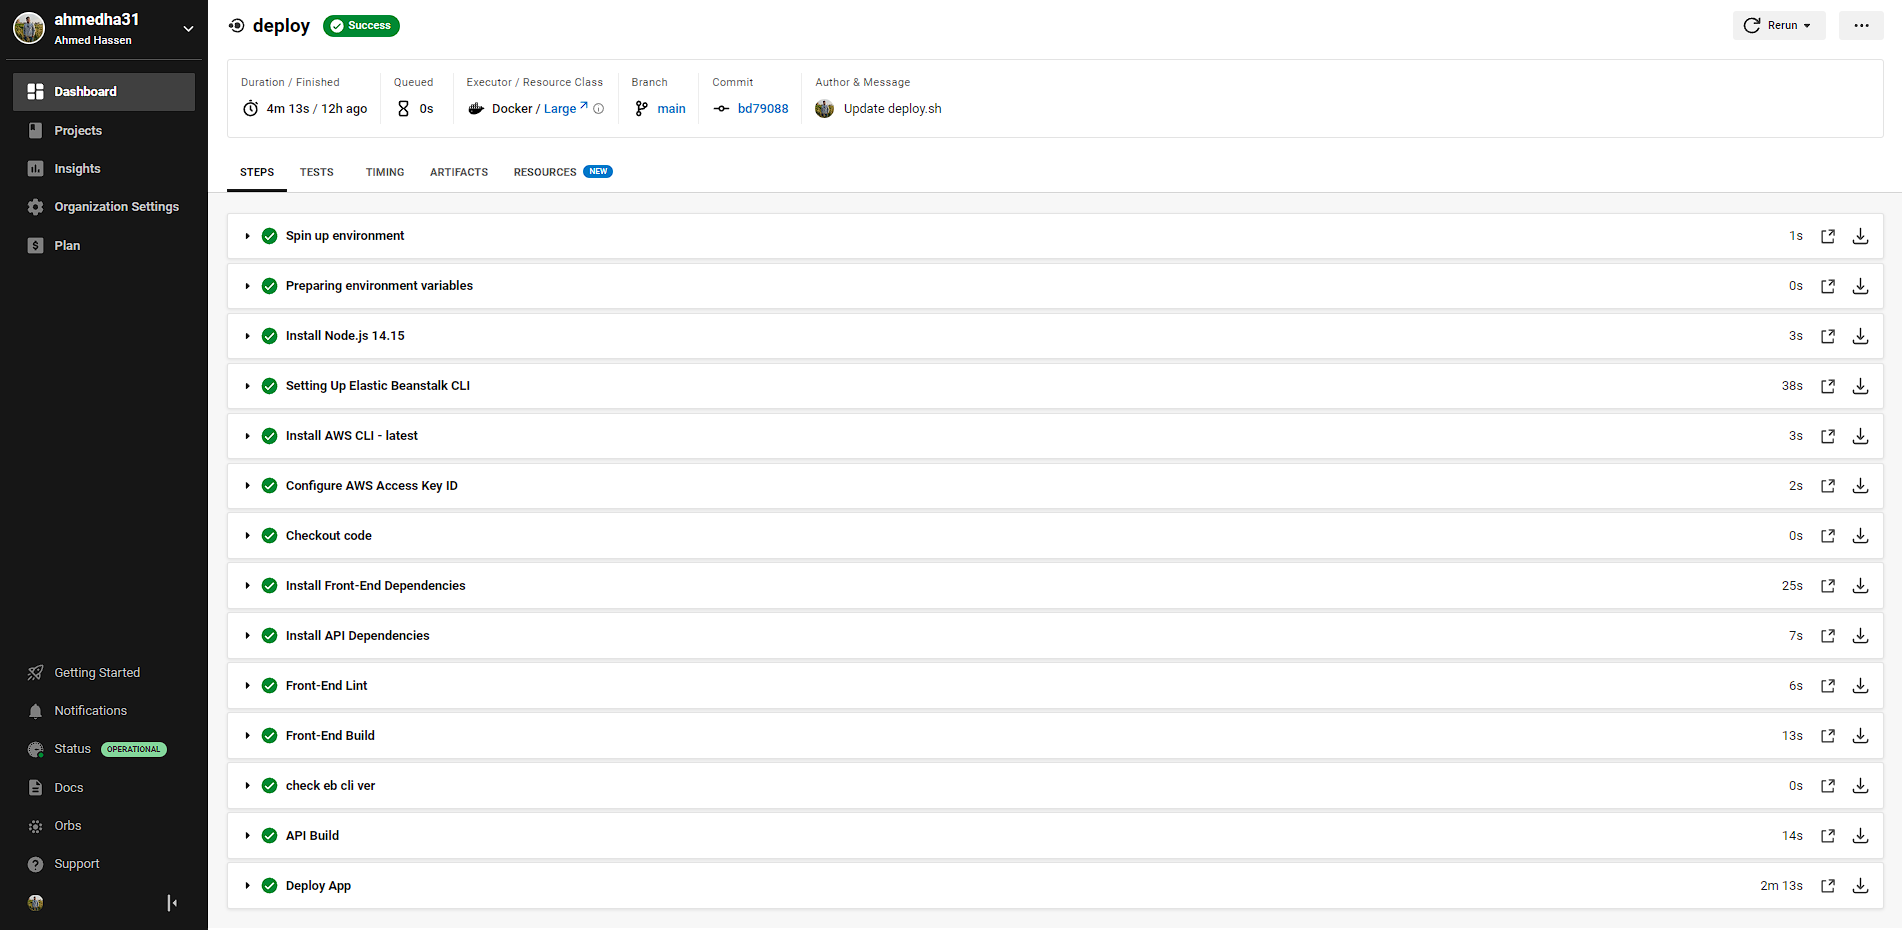 ahmedha31
Ahmed Hassen
Dashboard
Projects
Insights
Organization Settings
$ Plan
Getting Started
Notifications
Status OPERATIONAL
Docs
Orbs
? Support
deploy Success
Rerun
Duration / Finished
4m 13s / 12h ago
Queued
0s
Executor / Resource Class
Docker / Large
Branch
main
Commit
bd79088
Author & Message
Update deploy.sh
STEPS TESTS TIMING ARTIFACTS RESOURCES NEW
Spin up environment 1s
Preparing environment variables 0s
Install Node.js 14.15 3s
Setting Up Elastic Beanstalk CLI 38s
Install AWS CLI - latest 3s
Configure AWS Access Key ID 2s
Checkout code 0s
Install Front-End Dependencies 25s
Install API Dependencies 7s
Front-End Lint 6s
Front-End Build 13s
check eb cli ver 0s
API Build 14s
Deploy App 2m 13s